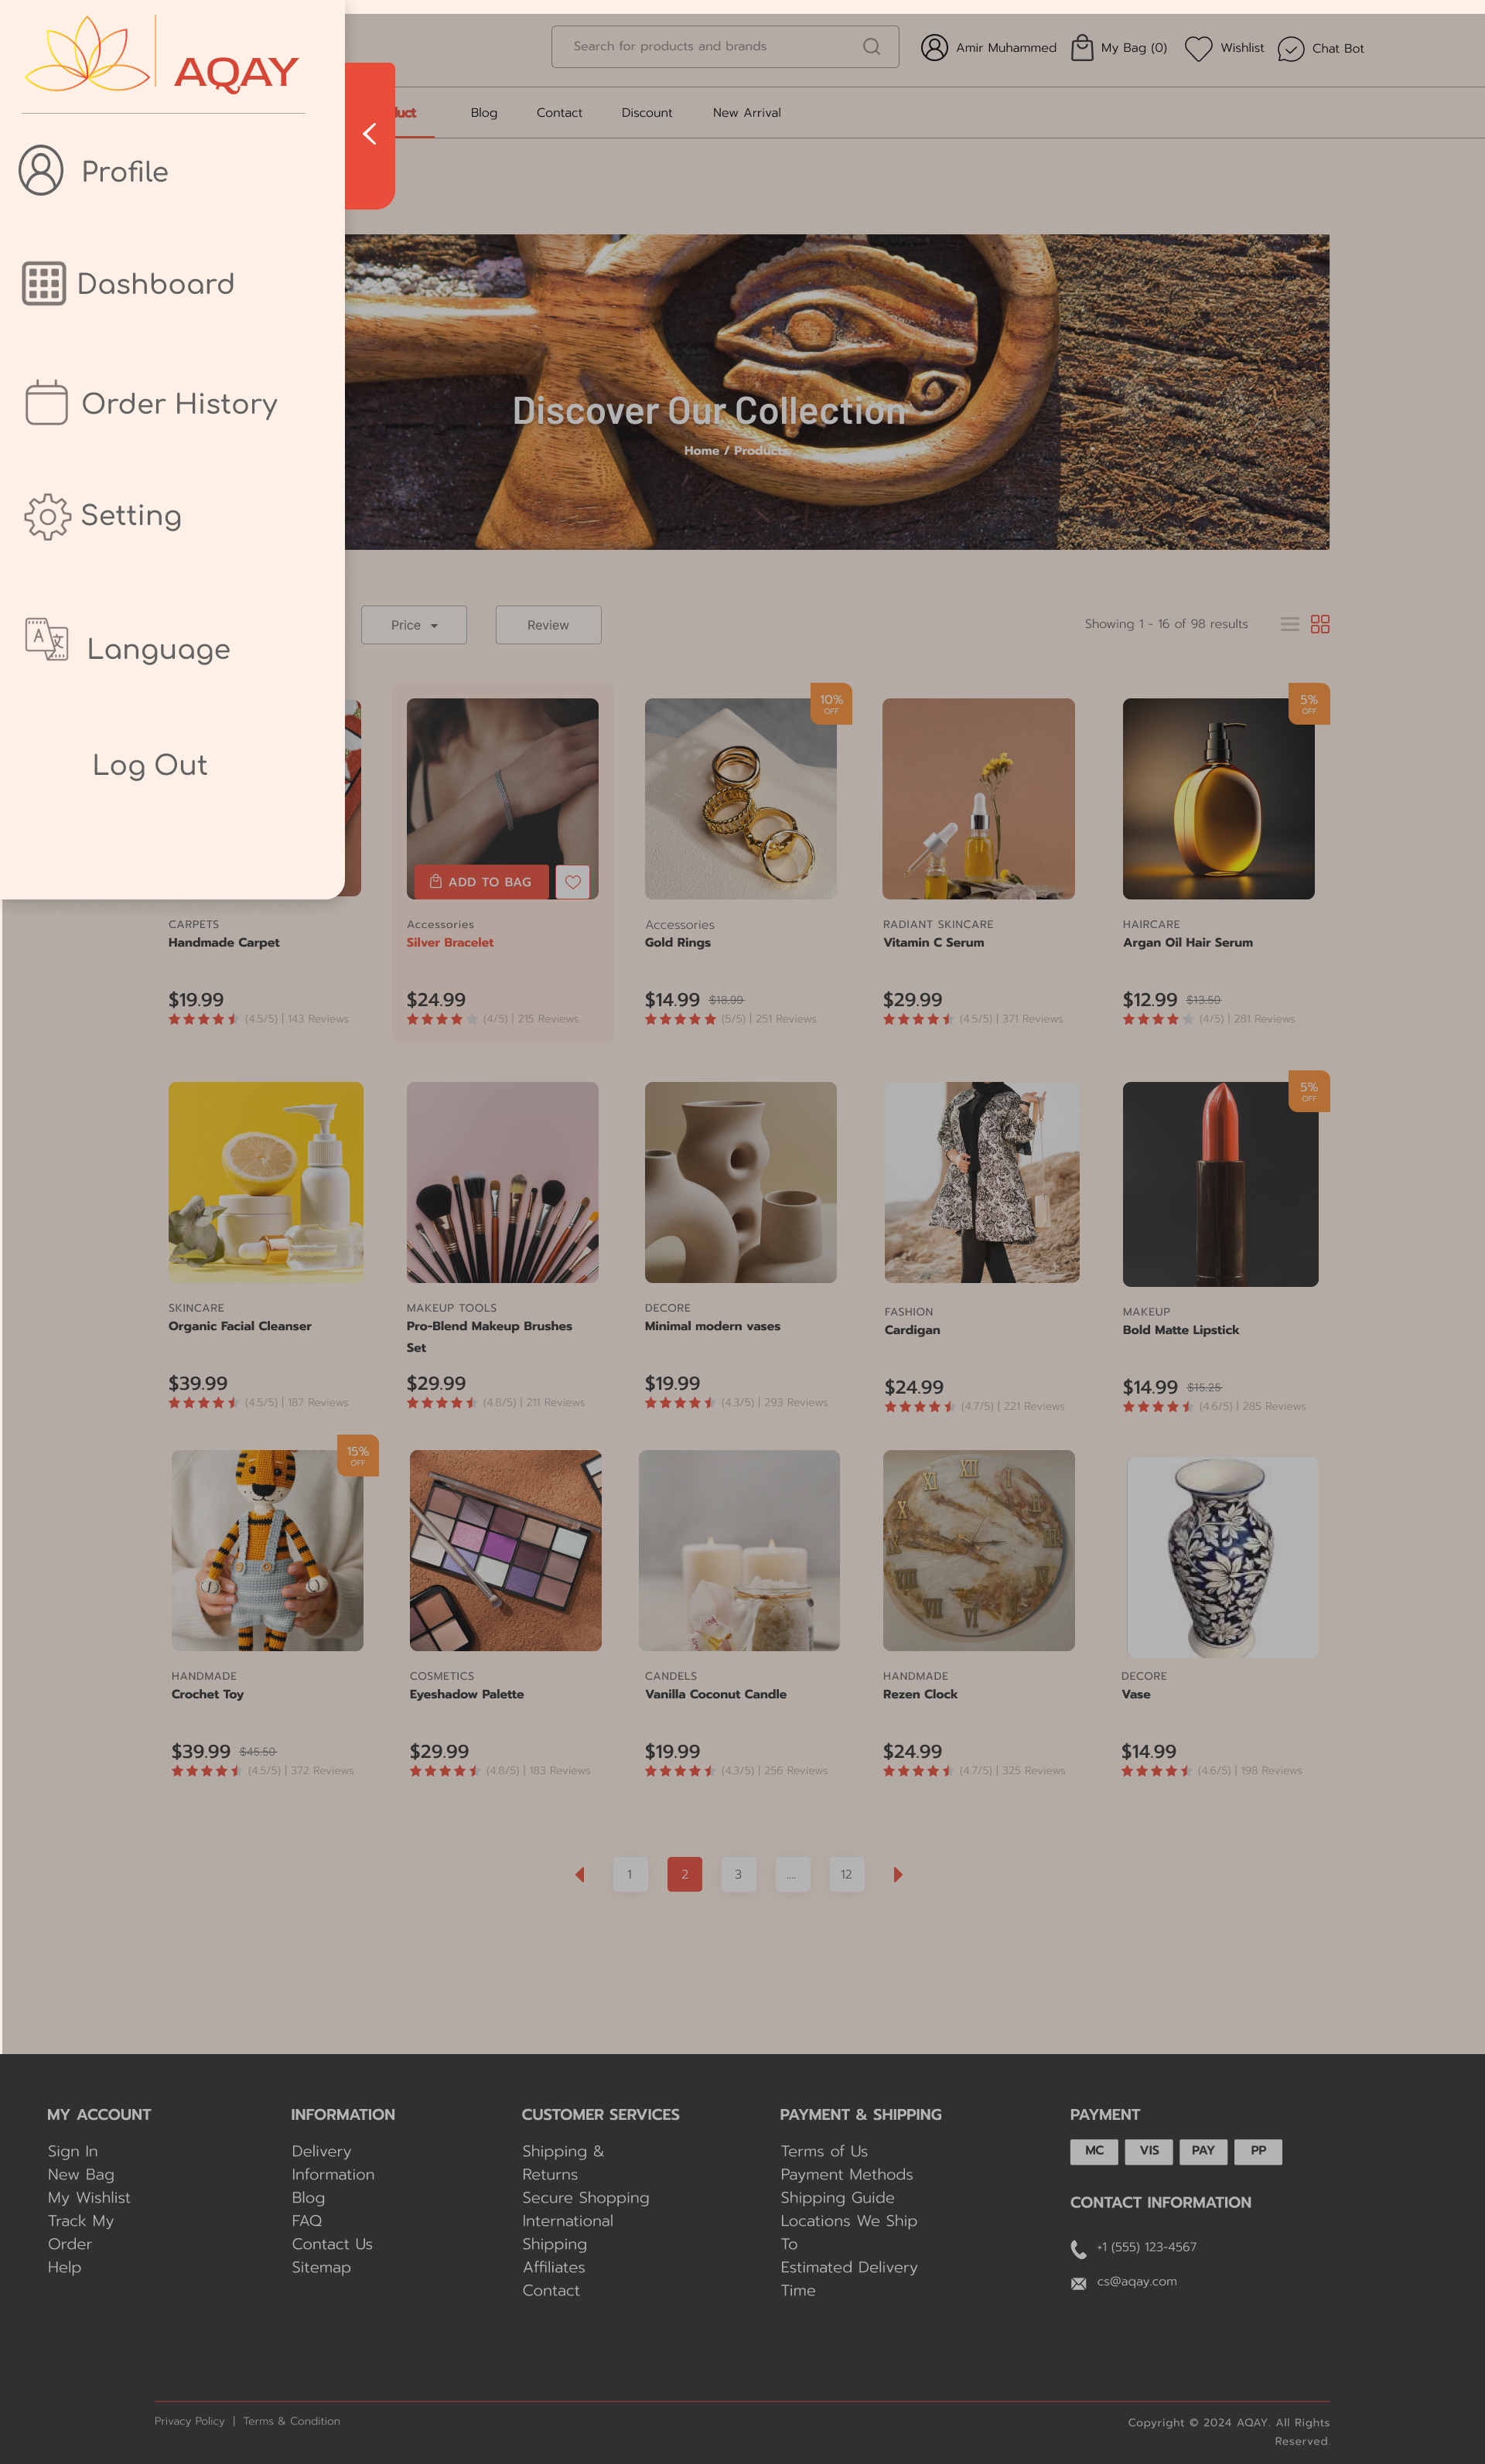 AQAY
Profile
Dashboard
Order History
Setting
Language
Log Out
Search for products and brands
Amir Muhammed
My Bag (0)
Wishlist
Chat Bot
Blog
Contact
Discount
New Arrival
Discover Our Collection
Home / Products
Price
Review
Showing 1 - 16 of 98 results
10%
OFF
5%
OFF
ADD TO BAG
CARPETS
Handmade Carpet
$19.99
(4.5/5) | 143 Reviews
Accessories
Silver Bracelet
$24.99
(4/5) | 215 Reviews
Accessories
Gold Rings
$14.99 $18.99
(5/5) | 251 Reviews
RADIANT SKINCARE
Vitamin C Serum
$29.99
(4.5/5) | 371 Reviews
HAIRCARE
Argan Oil Hair Serum
$12.99 $13.50
(4/5) | 281 Reviews
5%
OFF
SKINCARE
Organic Facial Cleanser
$39.99
(4.5/5) | 187 Reviews
MAKEUP TOOLS
Pro-Blend Makeup Brushes
Set
$29.99
(4.8/5) | 211 Reviews
DECORE
Minimal modern vases
$19.99
(4.3/5) | 293 Reviews
FASHION
Cardigan
$24.99
(4.7/5) | 221 Reviews
MAKEUP
Bold Matte Lipstick
$14.99 $15.25
(4.6/5) | 285 Reviews
15%
OFF
XII
I
XI
X
VII
VI
HANDMADE
Crochet Toy
$39.99 $45.50
(4.5/5) | 372 Reviews
COSMETICS
Eyeshadow Palette
$29.99
(4.8/5) | 183 Reviews
CANDELS
Vanilla Coconut Candle
$19.99
(4.3/5) | 256 Reviews
HANDMADE
Rezen Clock
$24.99
(4.7/5) | 325 Reviews
DECORE
Vase
$14.99
(4.6/5) | 198 Reviews
1
2
3
....
12
MY ACCOUNT
Sign In
New Bag
My Wishlist
Track My
Order
Help
INFORMATION
Delivery
Information
Blog
FAQ
Contact Us
Sitemap
CUSTOMER SERVICES
Shipping &
Returns
Secure Shopping
International
Shipping
Affiliates
Contact
PAYMENT & SHIPPING
Terms of Us
Payment Methods
Shipping Guide
Locations We Ship
To
Estimated Delivery
Time
PAYMENT
MC
VIS
PAY
PP
CONTACT INFORMATION
+1 (555) 123-4567
cs@aqay.com
Privacy Policy | Terms & Condition
Copyright © 2024 AQAY. All Rights
Reserved.